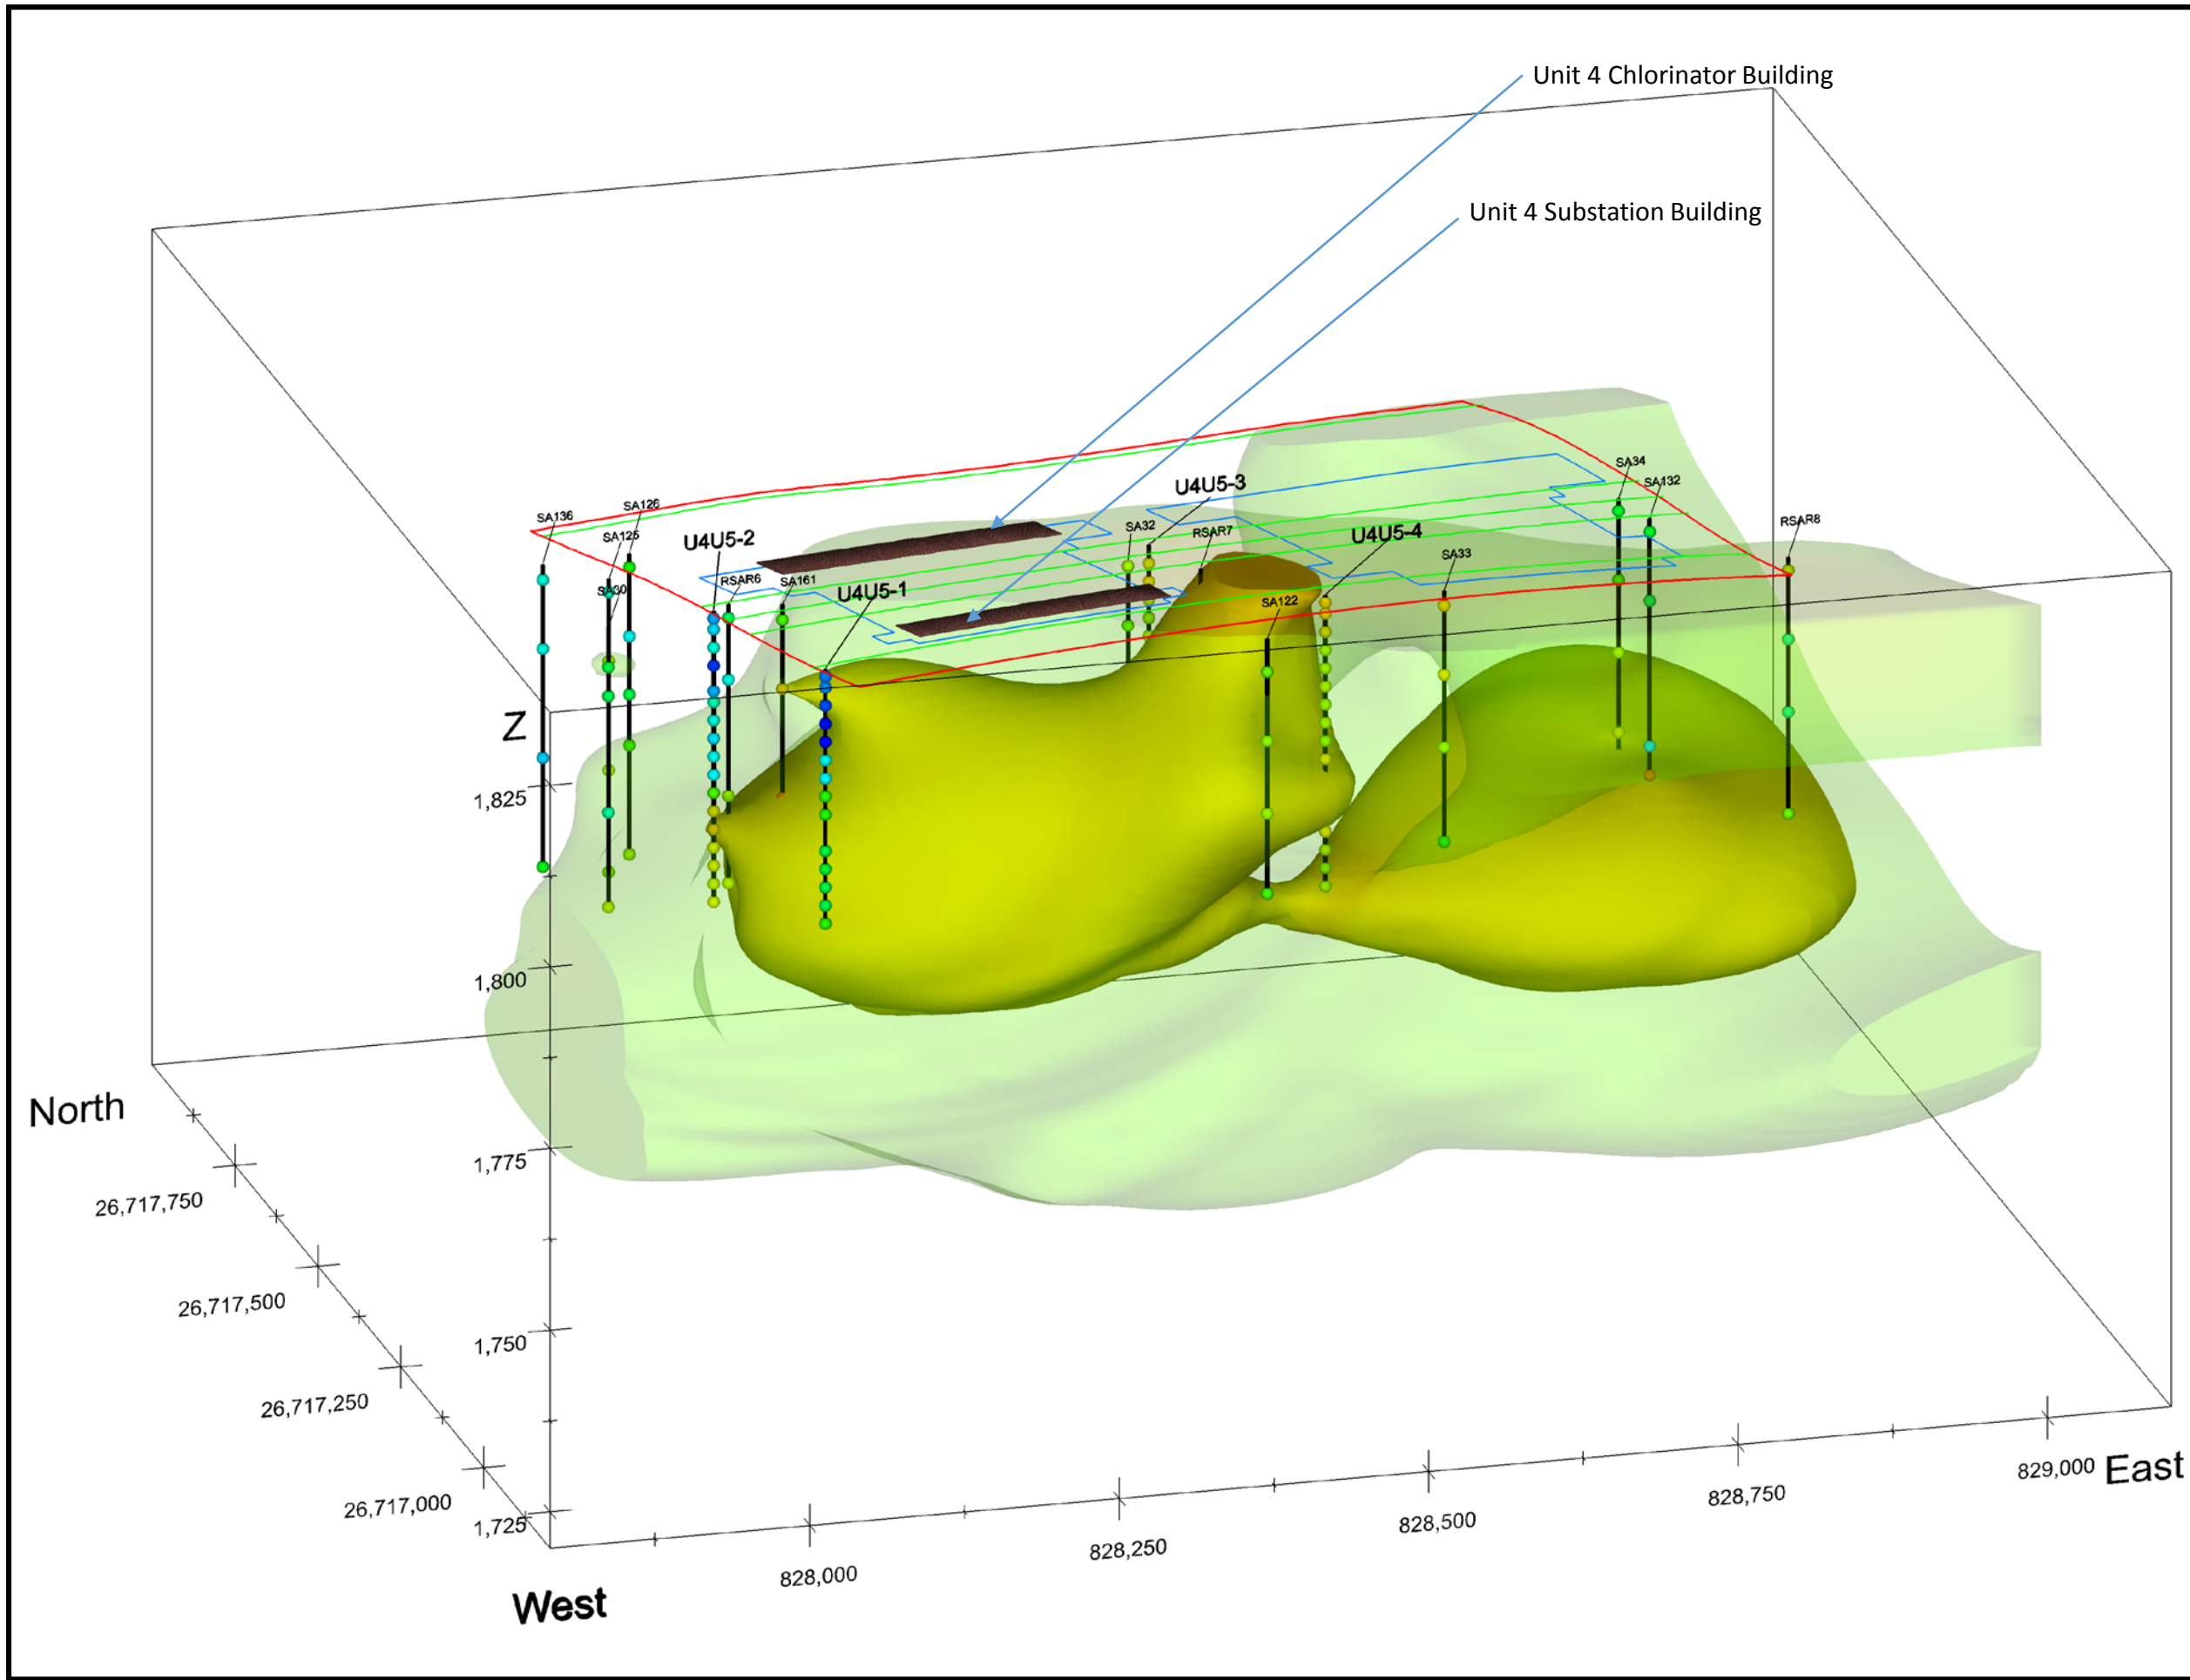 Unit 4 Chlorinator Building
Unit 4 Substation Building
SA34
SA132
U4U5-3
SA126
SA136
RSAR8
SA32
RSAR7
U4U5-4
SA125
U4U5-2
SA33
RSAR6
SA161
SA30
U4U5-1
SA122
Z
1,825
1,800
1,775
1,750
1,725
North
26,717,750
26,717,500
26,717,250
26,717,000
West
828,000
828,250
828,500
828,750
829,000
East